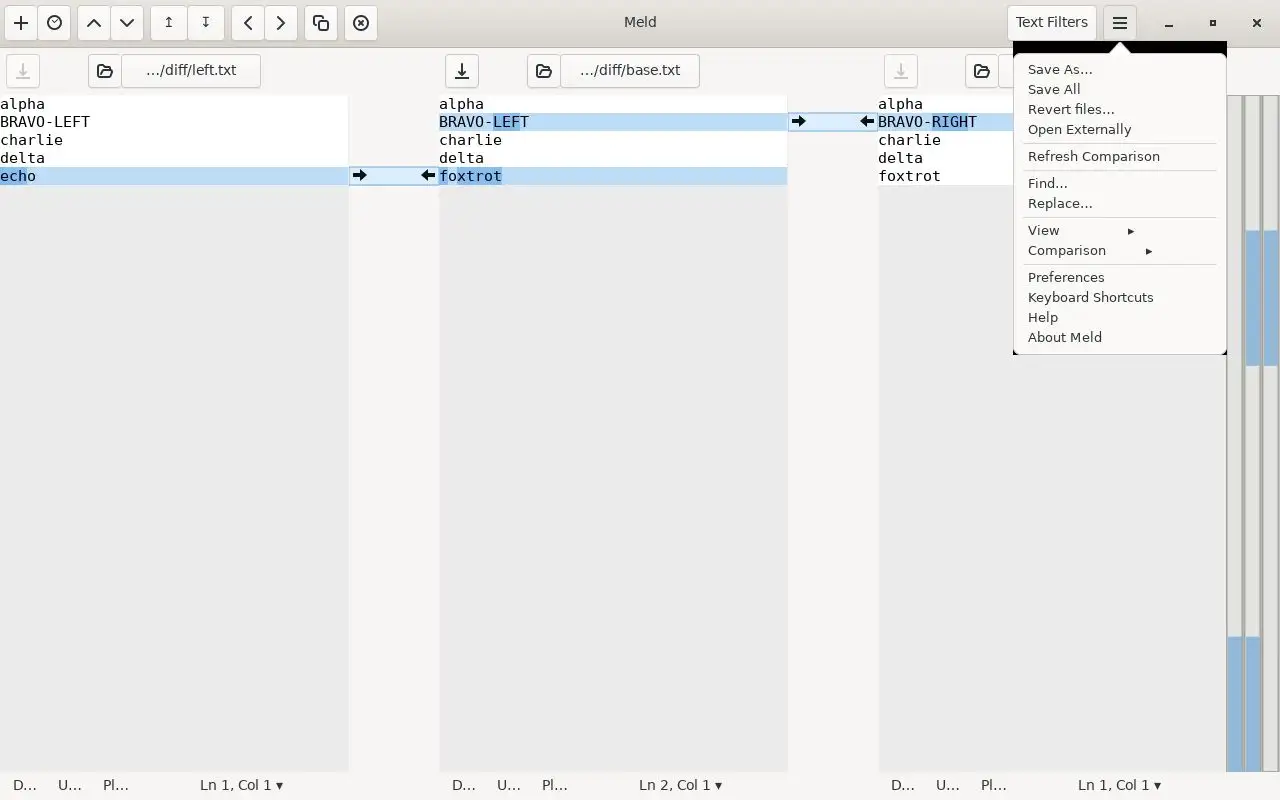 Meld
Text Filters
.../diff/left.txt
.../diff/base.txt
alpha
BRAVO-LEFT
charlie
delta
echo
alpha
BRAVO-LEFT
charlie
delta
foxtrot
alpha
BRAVO-RIGHT
charlie
delta
foxtrot
Save As...
Save All
Revert files...
Open Externally
Refresh Comparison
Find...
Replace...
View
Comparison
Preferences
Keyboard Shortcuts
Help
About Meld
D... U... Pl... Ln 1, Col 1
D... U... Pl... Ln 2, Col 1
D... U... Pl... Ln 1, Col 1